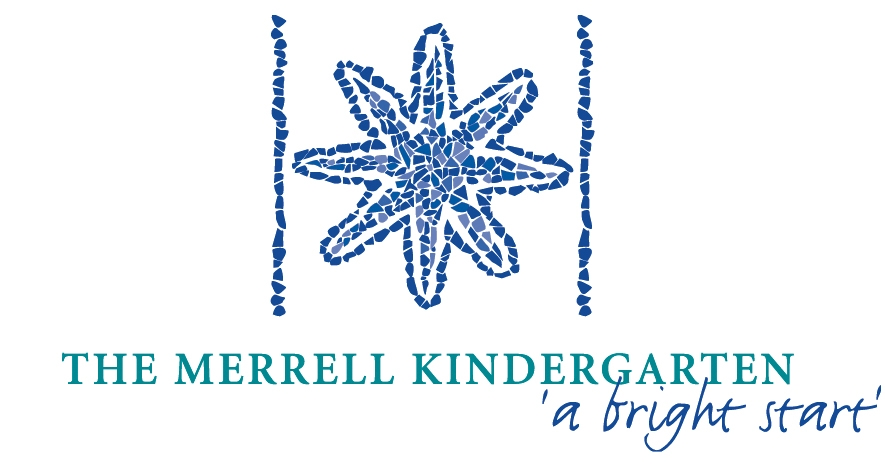 THE MERRELL KINDERGARTEN
'a bright start'